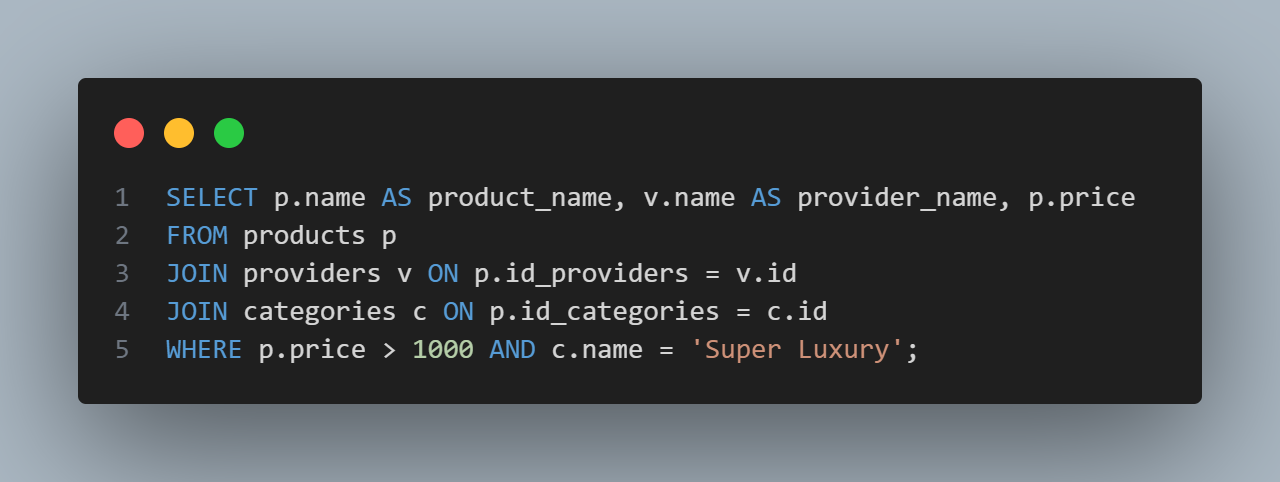 1 SELECT p.name AS product_name, v.name AS provider_name, p.price
2 FROM products p
3 JOIN providers v ON p.id_providers = v.id
4 JOIN categories c ON p.id_categories = c.id
5 WHERE p.price > 1000 AND c.name = 'Super Luxury';